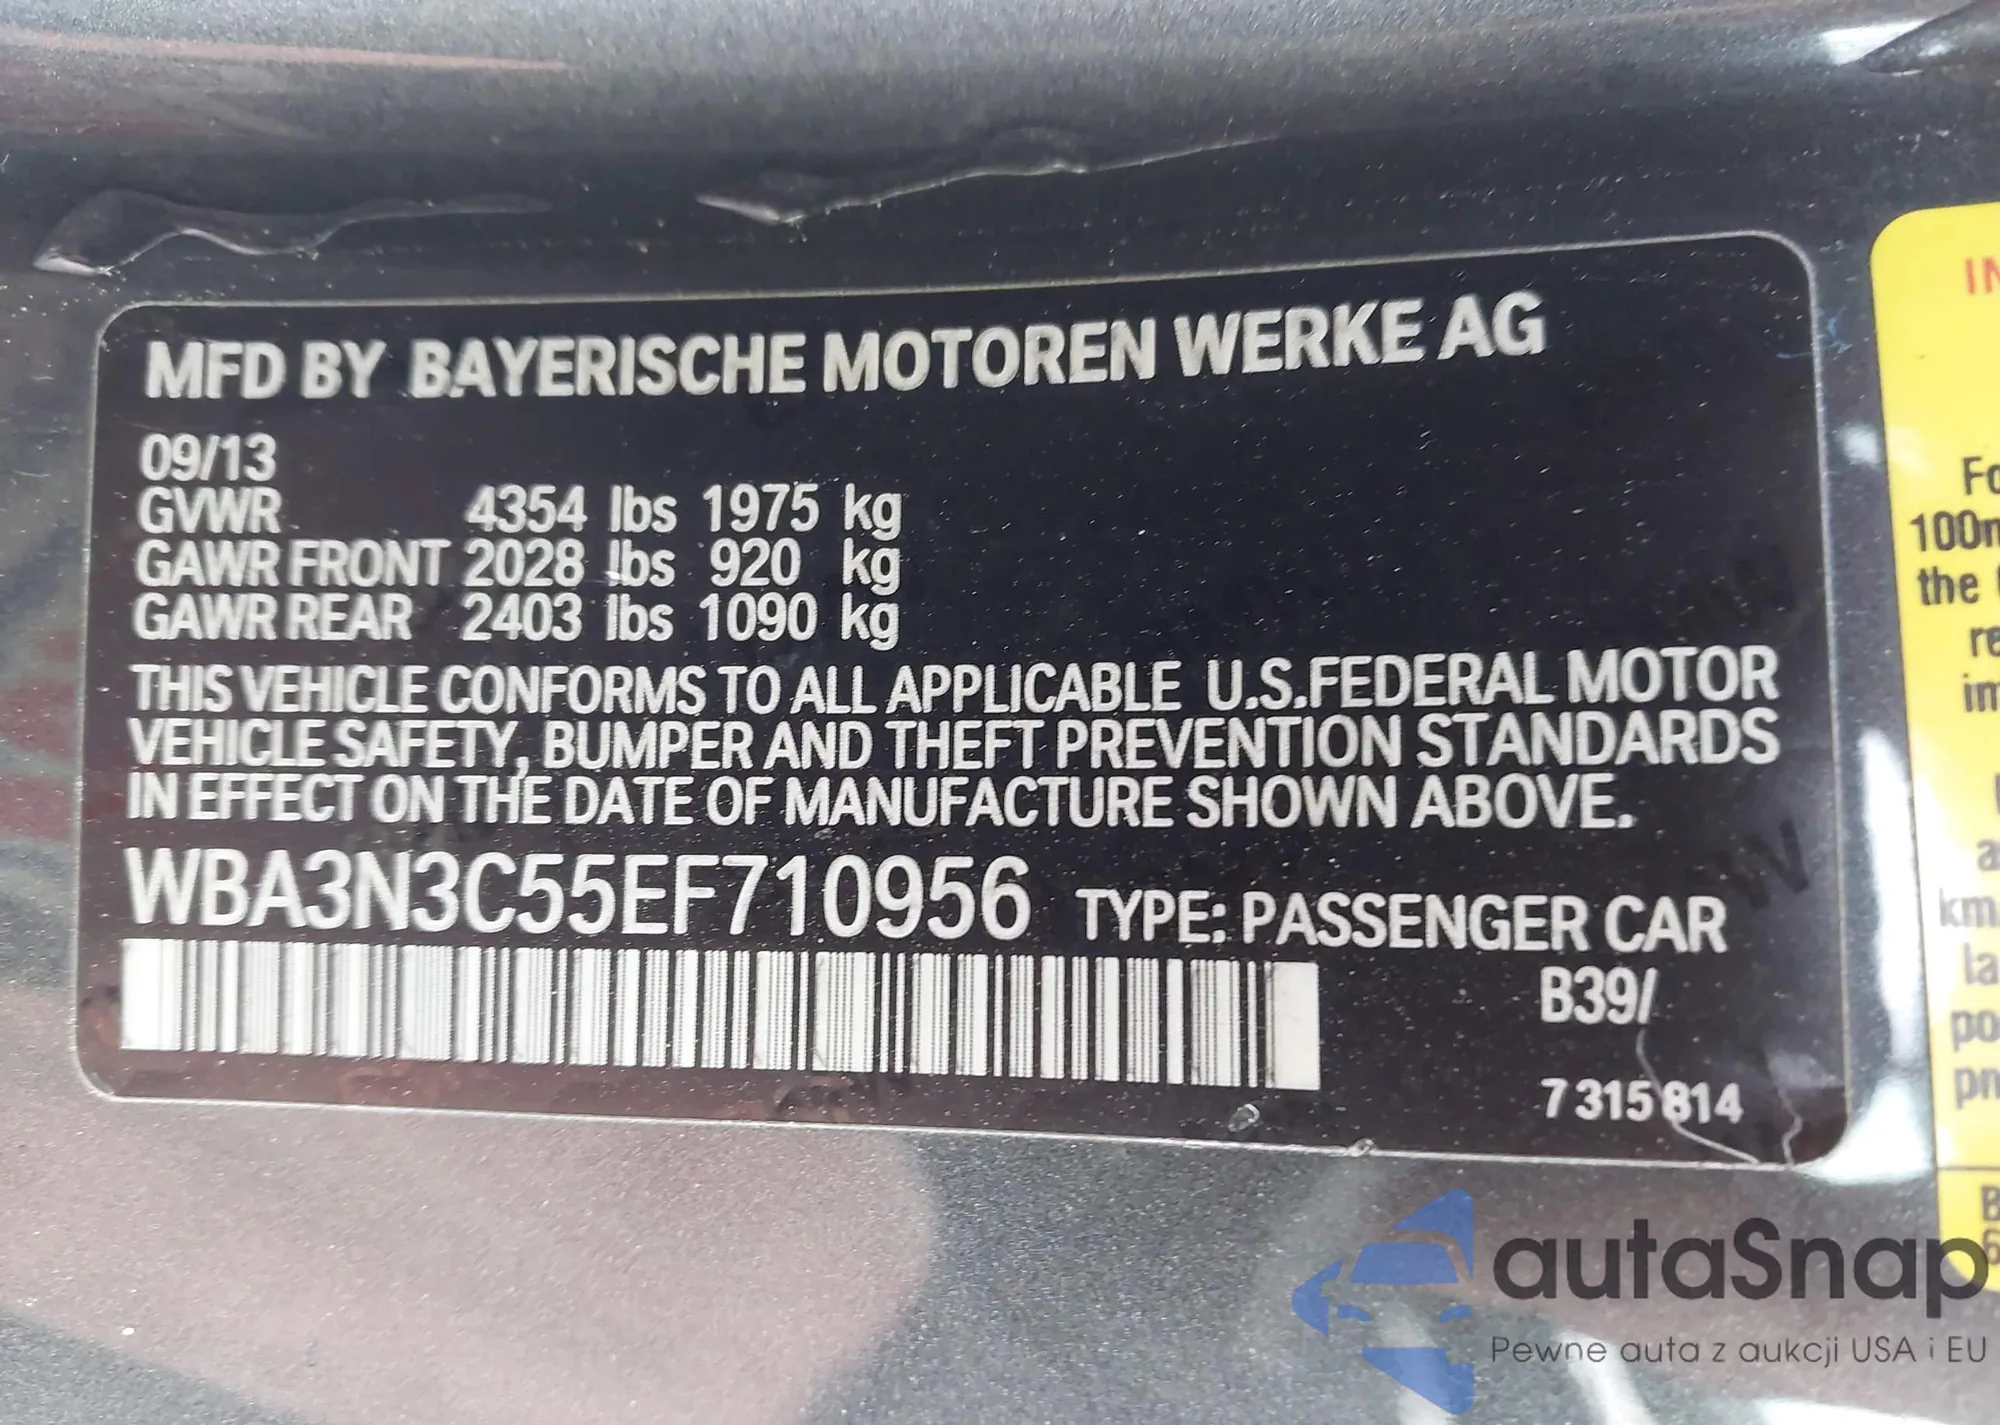 MFD BY BAYERISCHE MOTOREN WERKE AG
09/13
GVWR 4354 lbs 1975 kg
GAWR FRONT 2028 lbs 920 kg
GAWR REAR 2403 lbs 1090 kg
THIS VEHICLE CONFORMS TO ALL APPLICABLE U.S.FEDERAL MOTOR
VEHICLE SAFETY, BUMPER AND THEFT PREVENTION STANDARDS
IN EFFECT ON THE DATE OF MANUFACTURE SHOWN ABOVE.
WBA3N3C55EF710956 TYPE: PASSENGER CAR
B39/
7 315 814
100m
the
km
autaSnap
Pewne auta z aukcji USA i EU